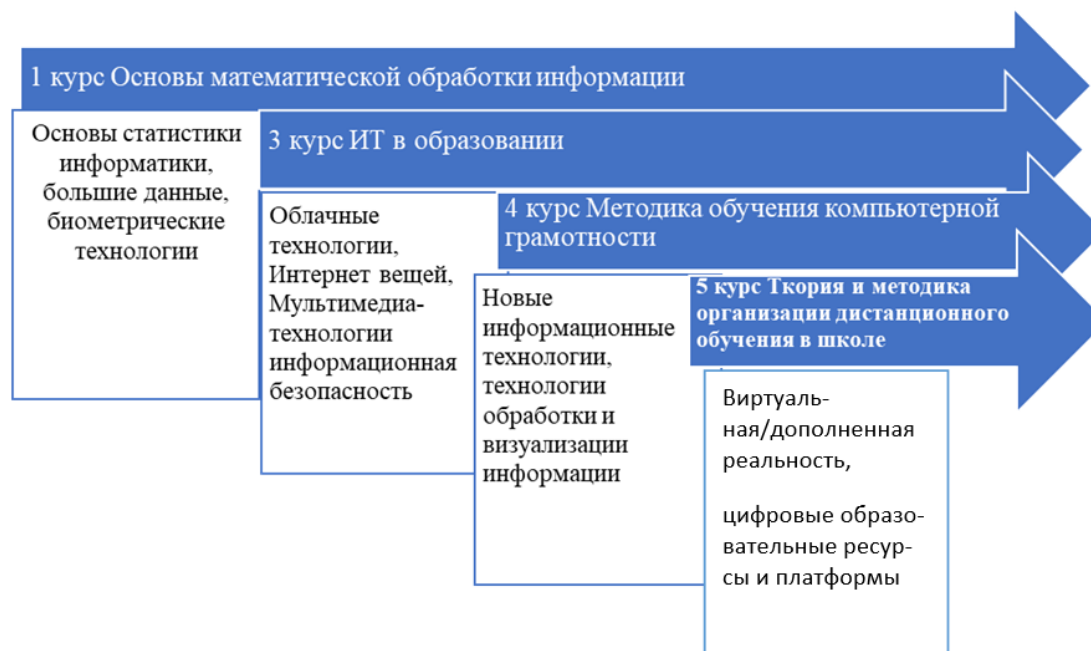 1 курс Основы математической обработки информации
Основы статистики
информатики,
большие данные,
биометрические
технологии
3 курс ИТ в образовании
Облачные
технологии,
Интернет вещей,
Мультимедиа-
технологии
информационная
безопасность
4 курс Методика обучения компьютерной
грамотности
Новые
информационные
технологии,
технологии
обработки и
визуализации
информации
5 курс Ткория и методика
организации дистанционного
обучения в школе
Виртуаль-
ная/дополненная
реальность,
цифровые образо-
вательные ресур-
сы и платформы